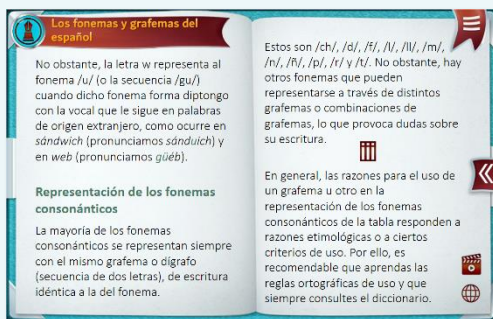 Los fonemas y grafemas del
español
No obstante, la letra w representa al
fonema /u/ (o la secuencia /gu/)
cuando dicho fonema forma diptongo
con la vocal que le sigue en palabras
de origen extranjero, como ocurre en
sándwich (pronunciamos sánduich) y
en web (pronunciamos güéb).
Representación de los fonemas
consonánticos
La mayoría de los fonemas
consonánticos se representan siempre
con el mismo grafema o dígrafo
(secuencia de dos letras), de escritura
idéntica a la del fonema.
Estos son /ch/, /d/, /f/, /l/, /ll/, /m/,
/n/, /ñ/, /p/, /r/ y /t/. No obstante, hay
otros fonemas que pueden
representarse a través de distintos
grafemas o combinaciones de
grafemas, lo que provoca dudas sobre
su escritura.
En general, las razones para el uso de
un grafema u otro en la
representación de los fonemas
consonánticos de la tabla responden a
razones etimológicas o a ciertos
criterios de uso. Por ello, es
recomendable que aprendas las
reglas ortográficas de uso y que
siempre consultes el diccionario.